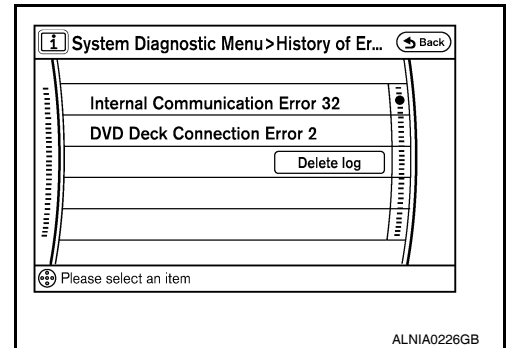 i System Diagnostic Menu>History of Er... Back
Internal Communication Error 32
DVD Deck Connection Error 2
Delete log
Please select an item
ALNIA0226GB